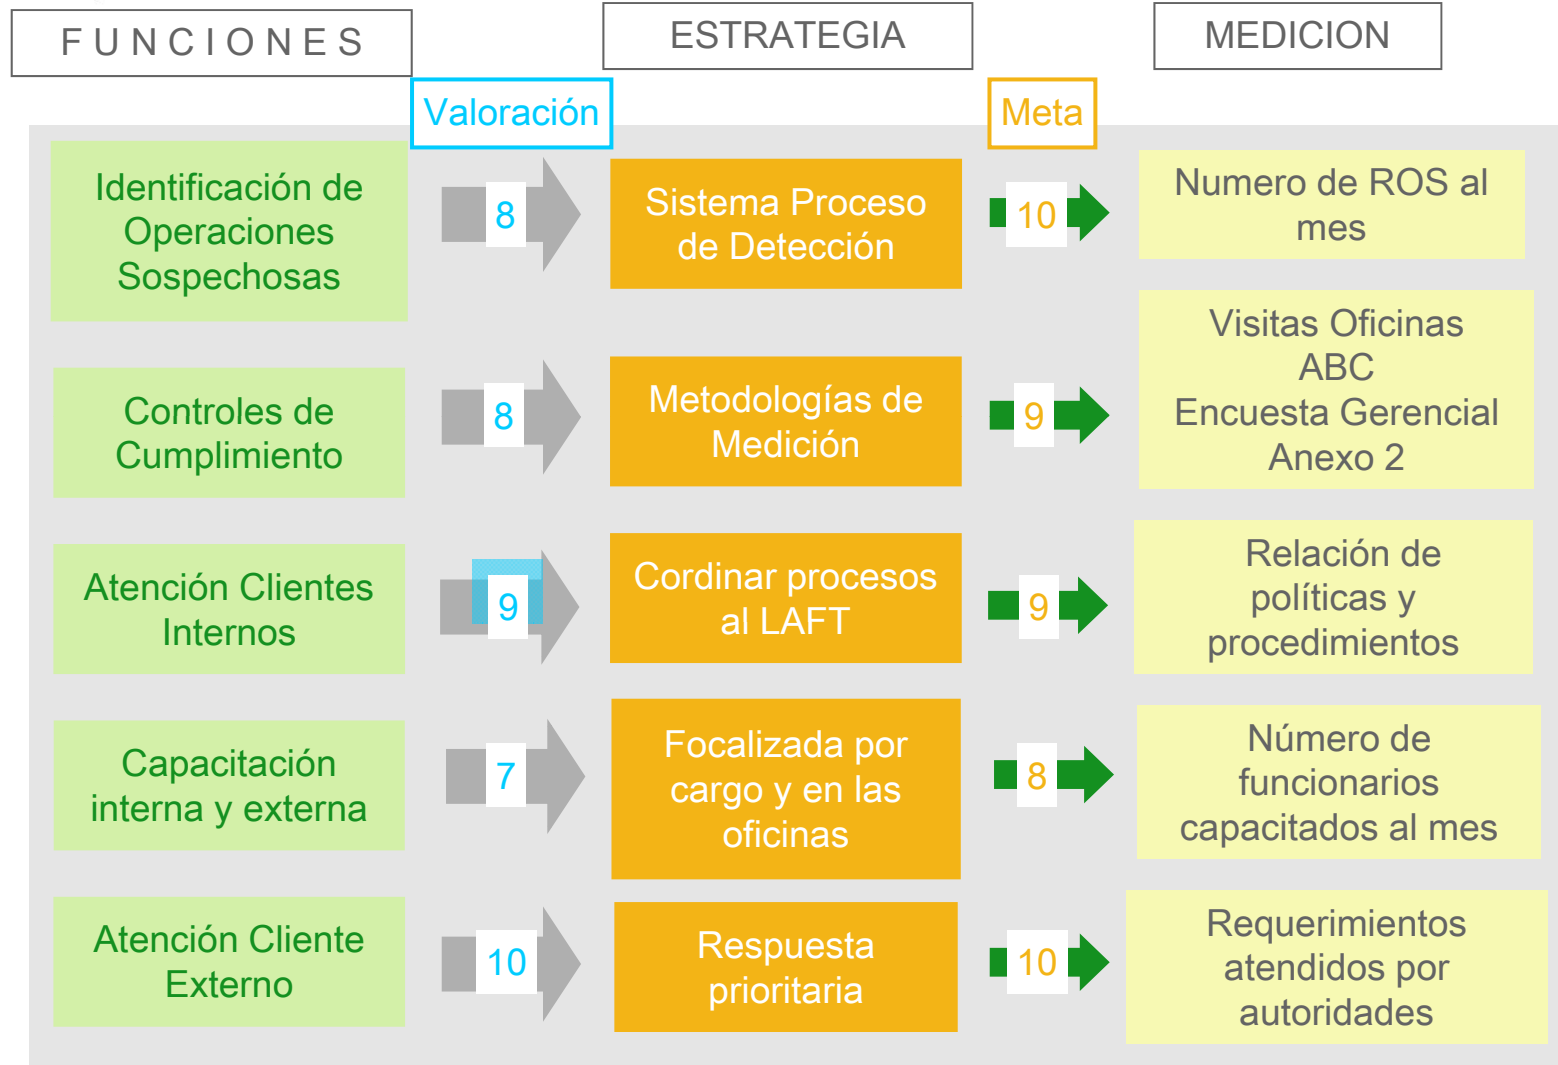 F U N C I O N E S
ESTRATEGIA
MEDICION
Valoración
Meta
Identificación de
Operaciones
Sospechosas
8
Sistema Proceso
de Detección
10
Numero de ROS al
mes
Controles de
Cumplimiento
8
Metodologías de
Medición
9
Visitas Oficinas
ABC
Encuesta Gerencial
Anexo 2
Atención Clientes
Internos
9
Cordinar procesos
al LAFT
9
Relación de
políticas y
procedimientos
Capacitación
interna y externa
7
Focalizada por
cargo y en las
oficinas
8
Número de
funcionarios
capacitados al mes
Atención Cliente
Externo
10
Respuesta
prioritaria
10
Requerimientos
atendidos por
autoridades